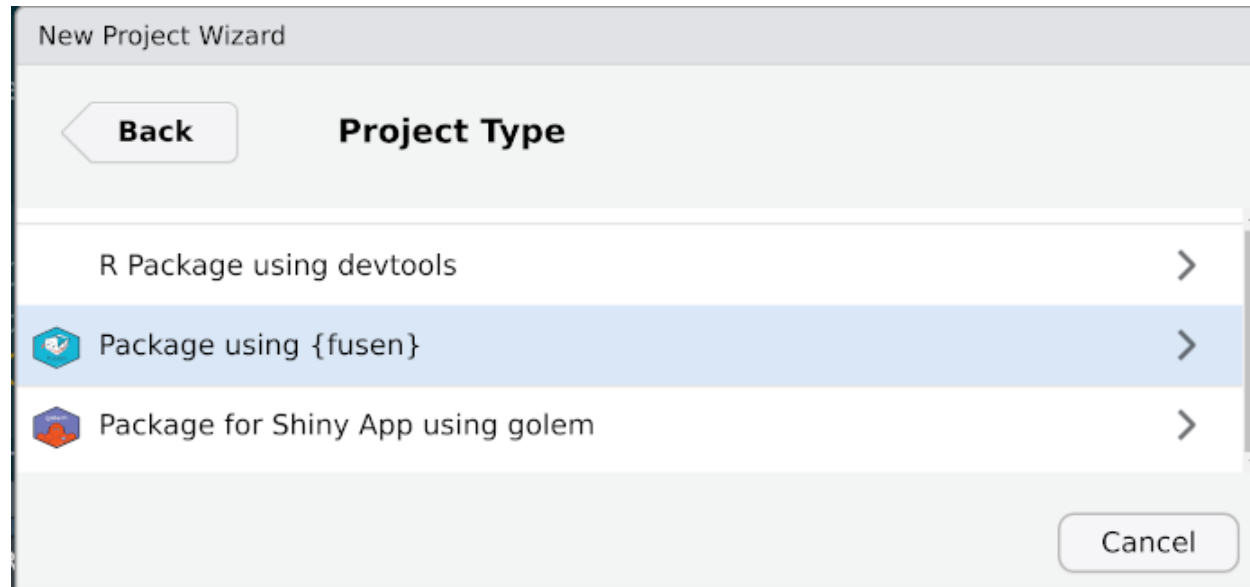 New Project Wizard
Back
Project Type
R Package using devtools
Package using {fusen}
Package for Shiny App using golem
Cancel